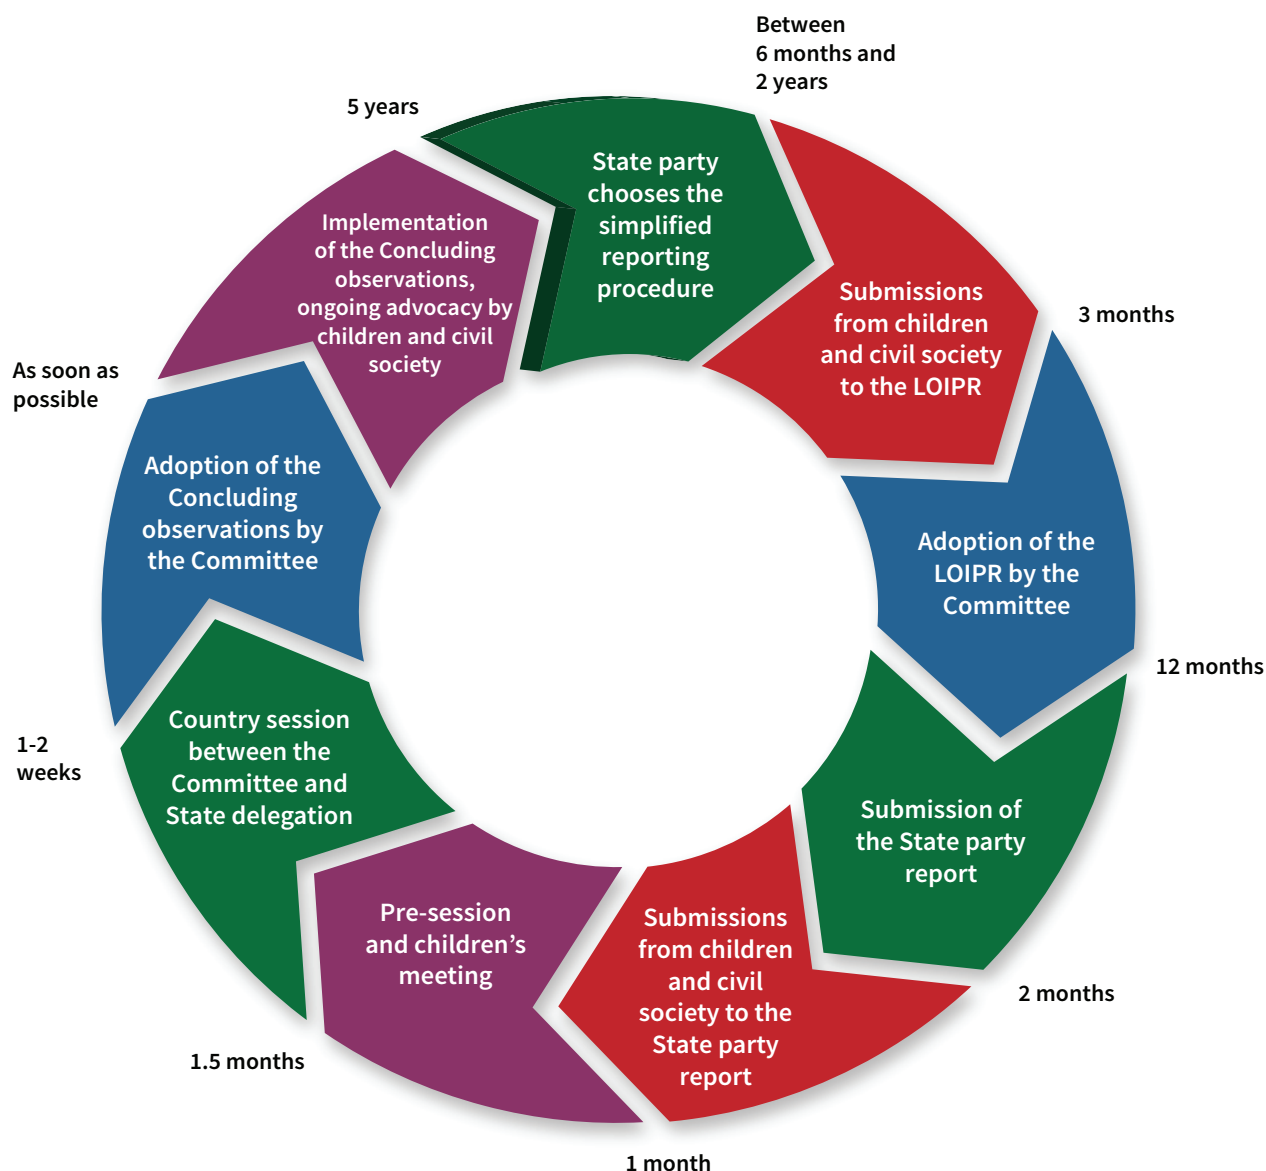 Between
6 months and
2 years
5 years
State party
chooses the
simplified
reporting
procedure
Submissions
from children
and civil society
to the LOIPR
3 months
Adoption of the
LOIPR by the
Committee
12 months
Submission of
the State party
report
2 months
Submissions
from children
and civil
society to the
State party
report
1 month
Pre-session
and children’s
meeting
1.5 months
Country session
between the
Committee and
State delegation
1-2
weeks
Adoption of the
Concluding
observations by
the Committee
As soon as
possible
Implementation
of the Concluding
observations,
ongoing advocacy by
children and civil
society